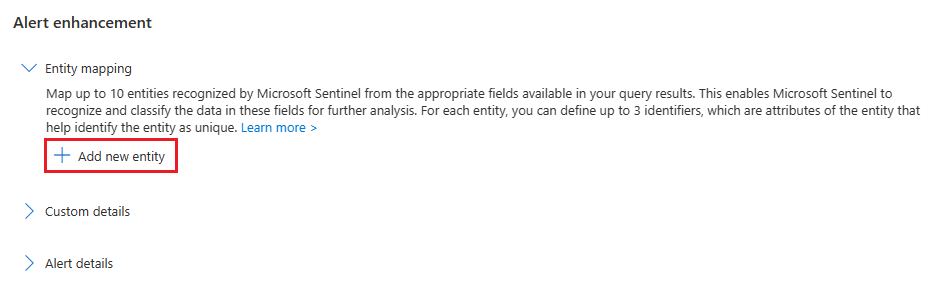 Alert enhancement
Entity mapping
Map up to 10 entities recognized by Microsoft Sentinel from the appropriate fields available in your query results. This enables Microsoft Sentinel to
recognize and classify the data in these fields for further analysis. For each entity, you can define up to 3 identifiers, which are attributes of the entity that
help identify the entity as unique. Learn more >
+ Add new entity
Custom details
Alert details